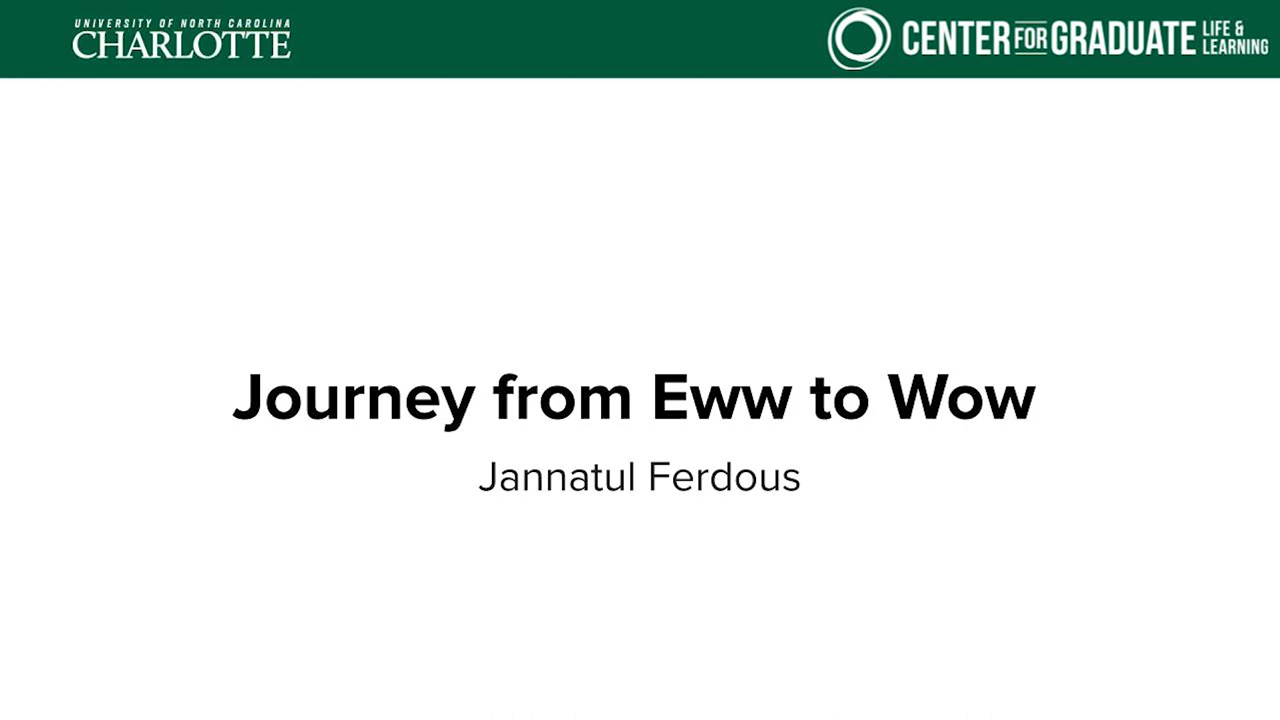 UNIVERSITY OF NORTH CAROLINA
CHARLOTTE
CENTER FOR GRADUATE LIFE &
LEARNING
Journey from Eww to Wow
Jannatul Ferdous